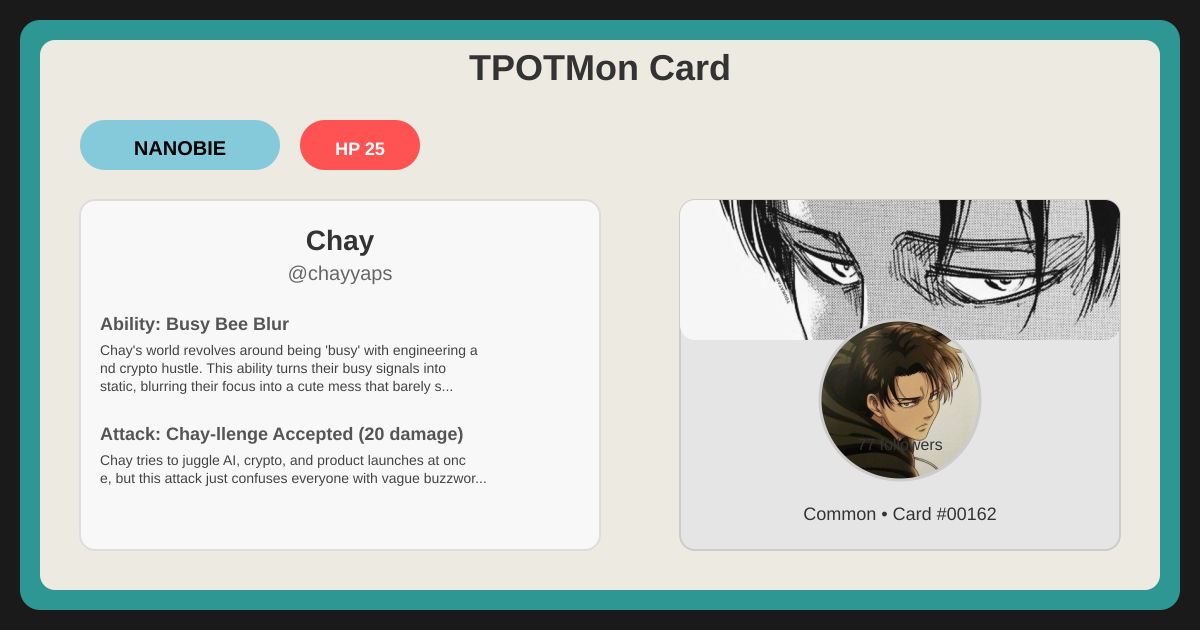 TPOTMon Card
NANOBIE
HP 25
Chay
@chayyaps
Ability: Busy Bee Blur
Chay's world revolves around being 'busy' with engineering a
nd crypto hustle. This ability turns their busy signals into
static, blurring their focus into a cute mess that barely s...
Attack: Chay-llenge Accepted (20 damage)
Chay tries to juggle AI, crypto, and product launches at onc
e, but this attack just confuses everyone with vague buzzwor...
77 followers
Common • Card #00162